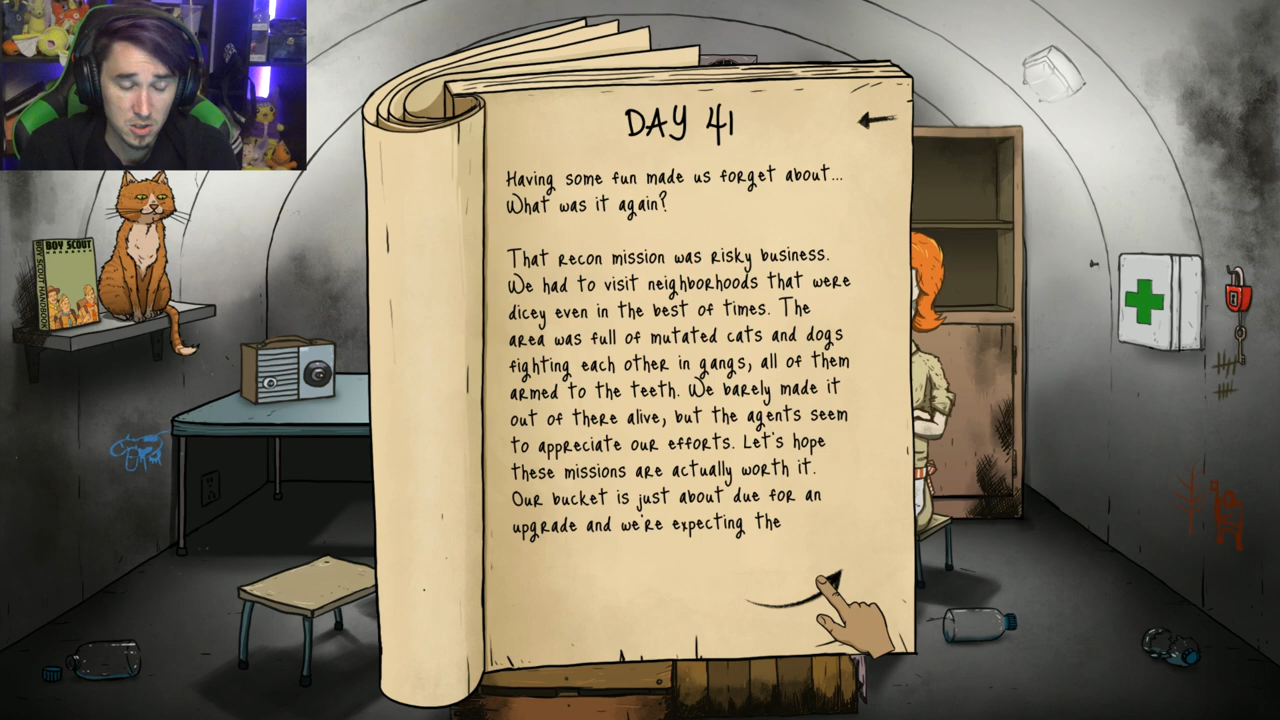 DAY 41
Having some fun made us forget about...
What was it again?
That recon mission was risky business.
We had to visit neighborhoods that were
dicey even in the best of times. The
area was full of mutated cats and dogs
fighting each other in gangs, all of them
armed to the teeth. We barely made it
out of there alive, but the agents seem
to appreciate our efforts. Let's hope
these missions are actually worth it.
Our bucket is just about due for an
upgrade and we're expecting the
BOY SCOUT
BOY SCOUT HANDBOOK